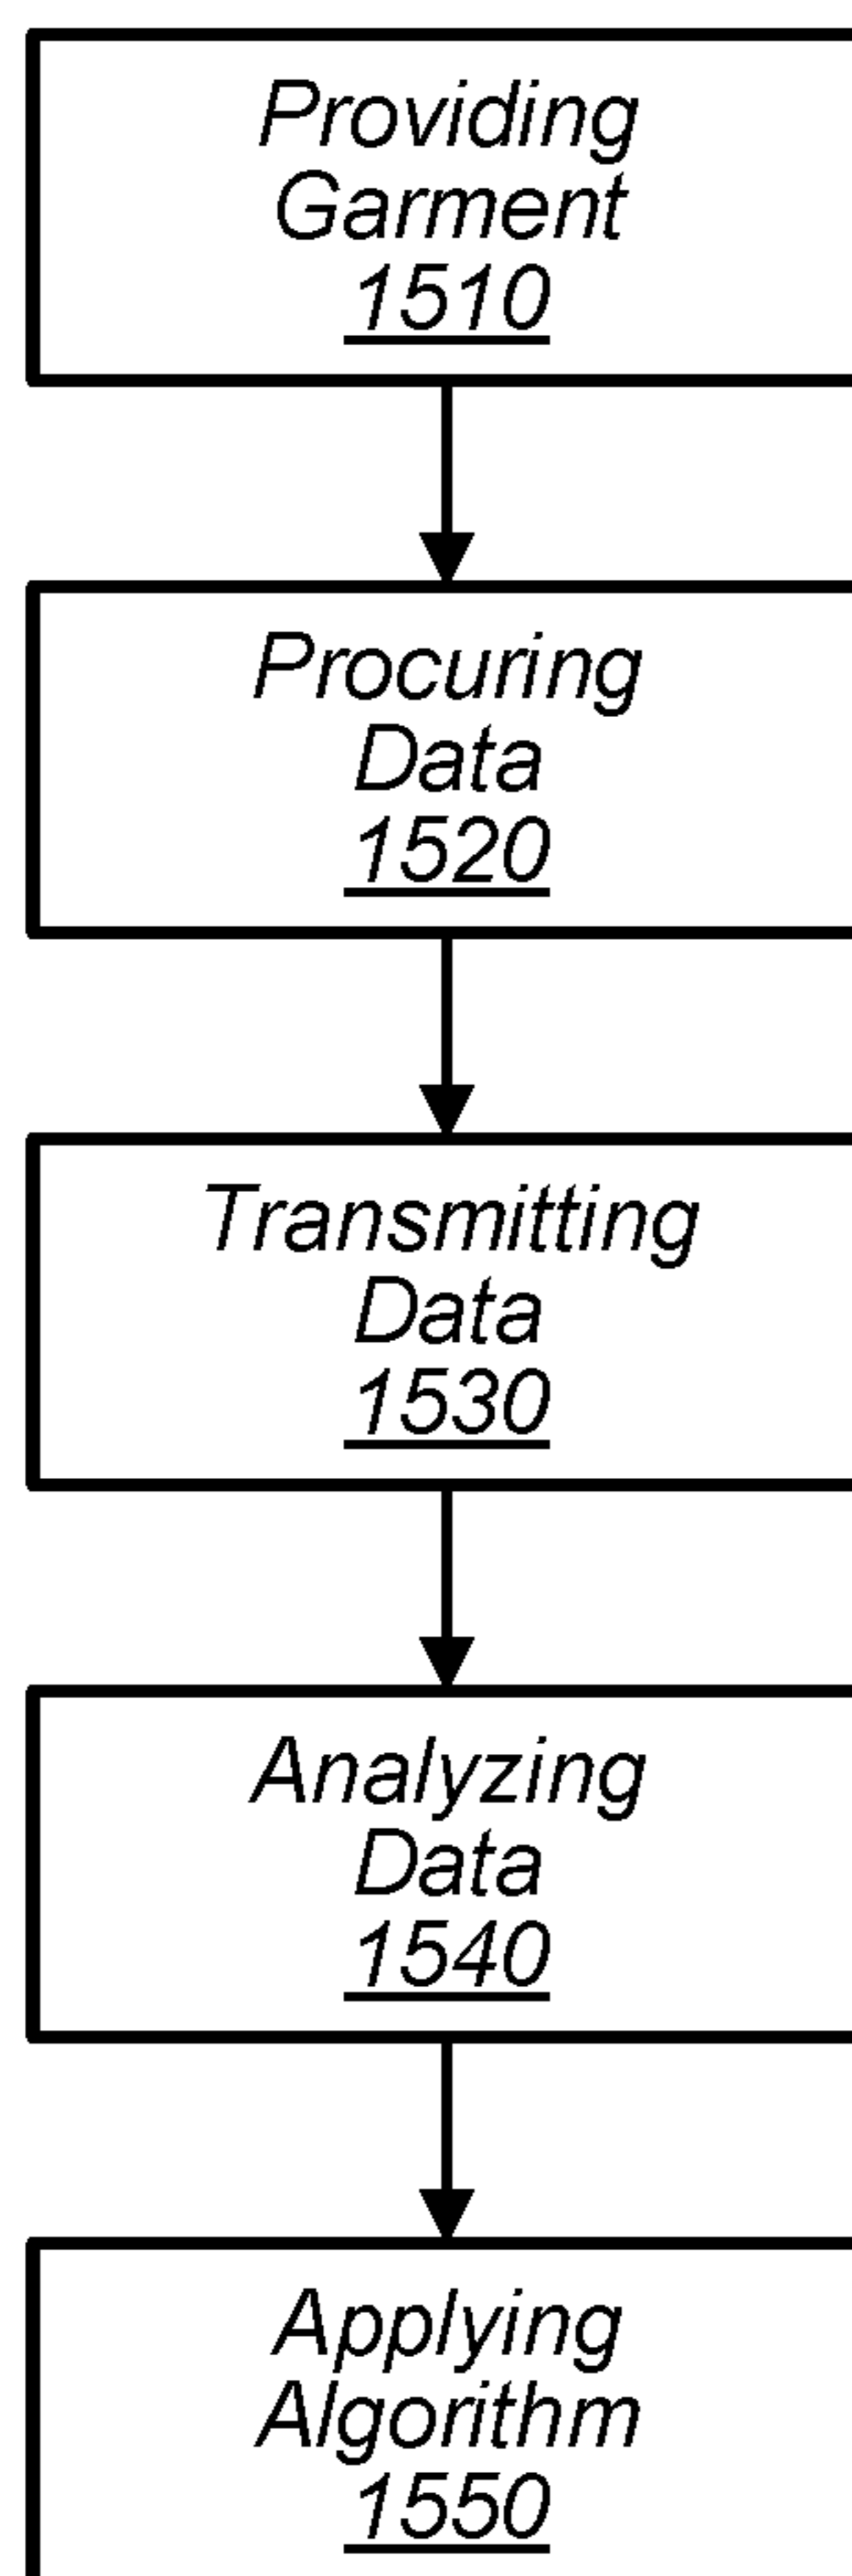 Providing
Garment
1510
Procuring
Data
1520
Transmitting
Data
1530
Analyzing
Data
1540
Applying
Algorithm
1550